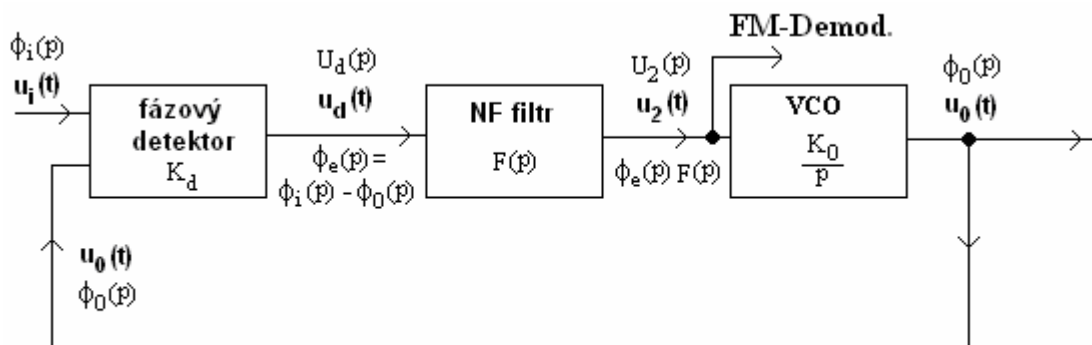 FM-Demod.
ϕi(p)
ui(t)
fázový
detektor
Kd
Ud(p)
ud(t)
ϕe(p) =
ϕi(p) - ϕ0(p)
NF filtr
F(p)
U2(p)
u2(t)
ϕe(p) F(p)
VCO
K0
p
ϕ0(p)
u0(t)
u0(t)
ϕ0(p)